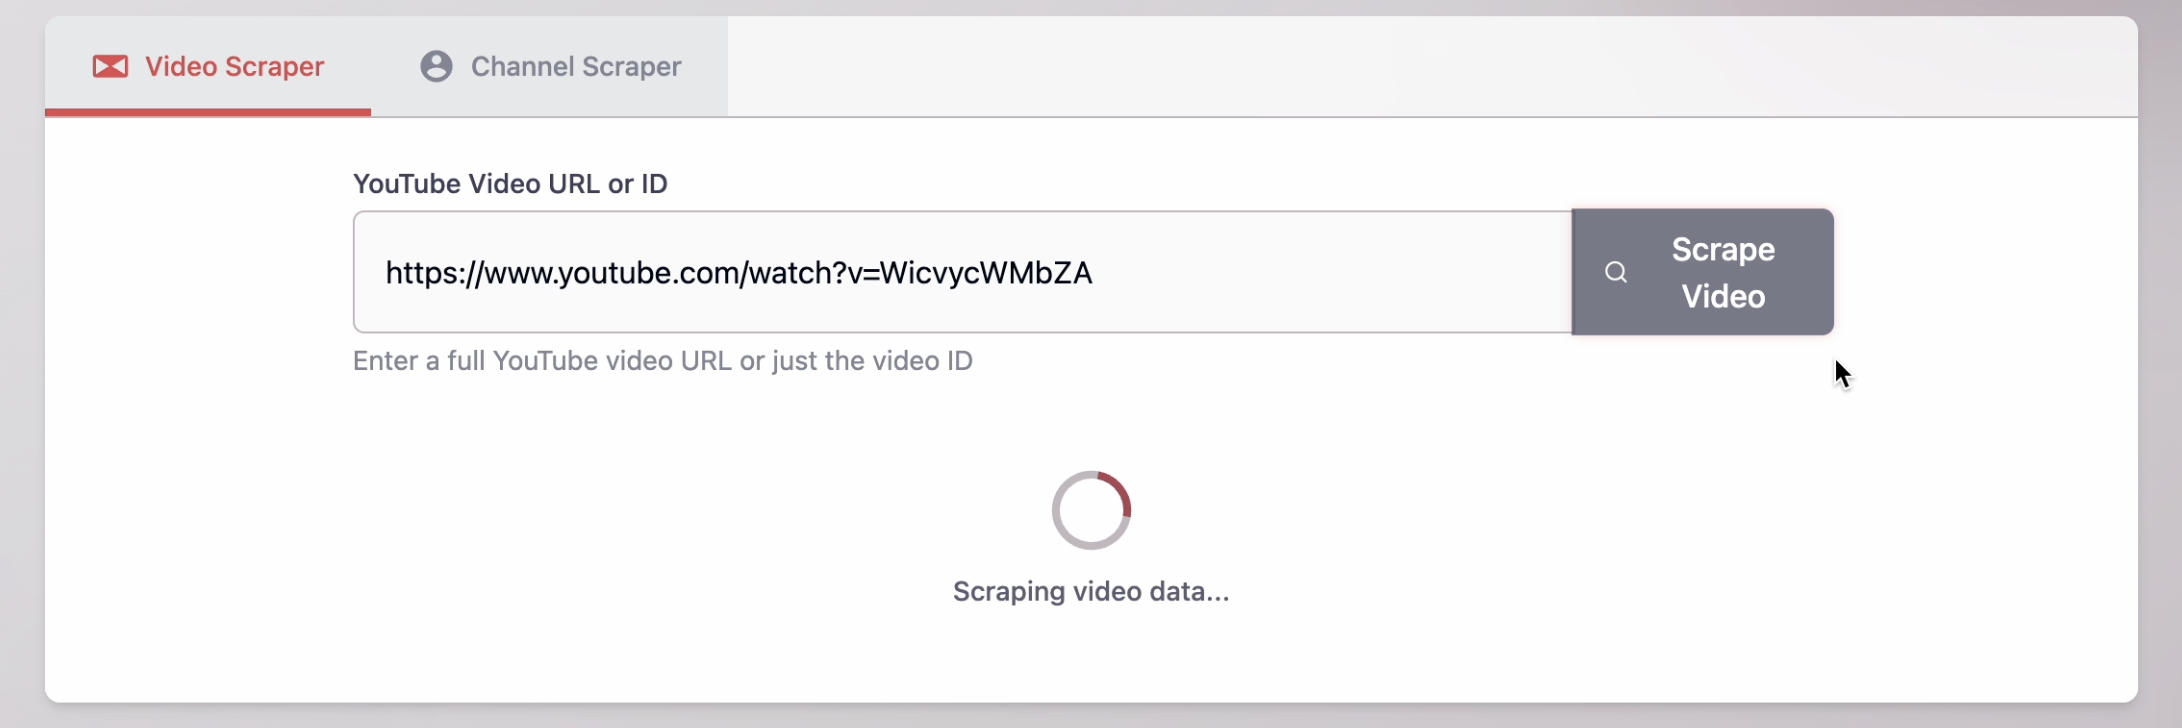 Video Scraper
Channel Scraper
YouTube Video URL or ID
https://www.youtube.com/watch?v=WicvycWMbZA
Scrape
Video
Enter a full YouTube video URL or just the video ID
Scraping video data...